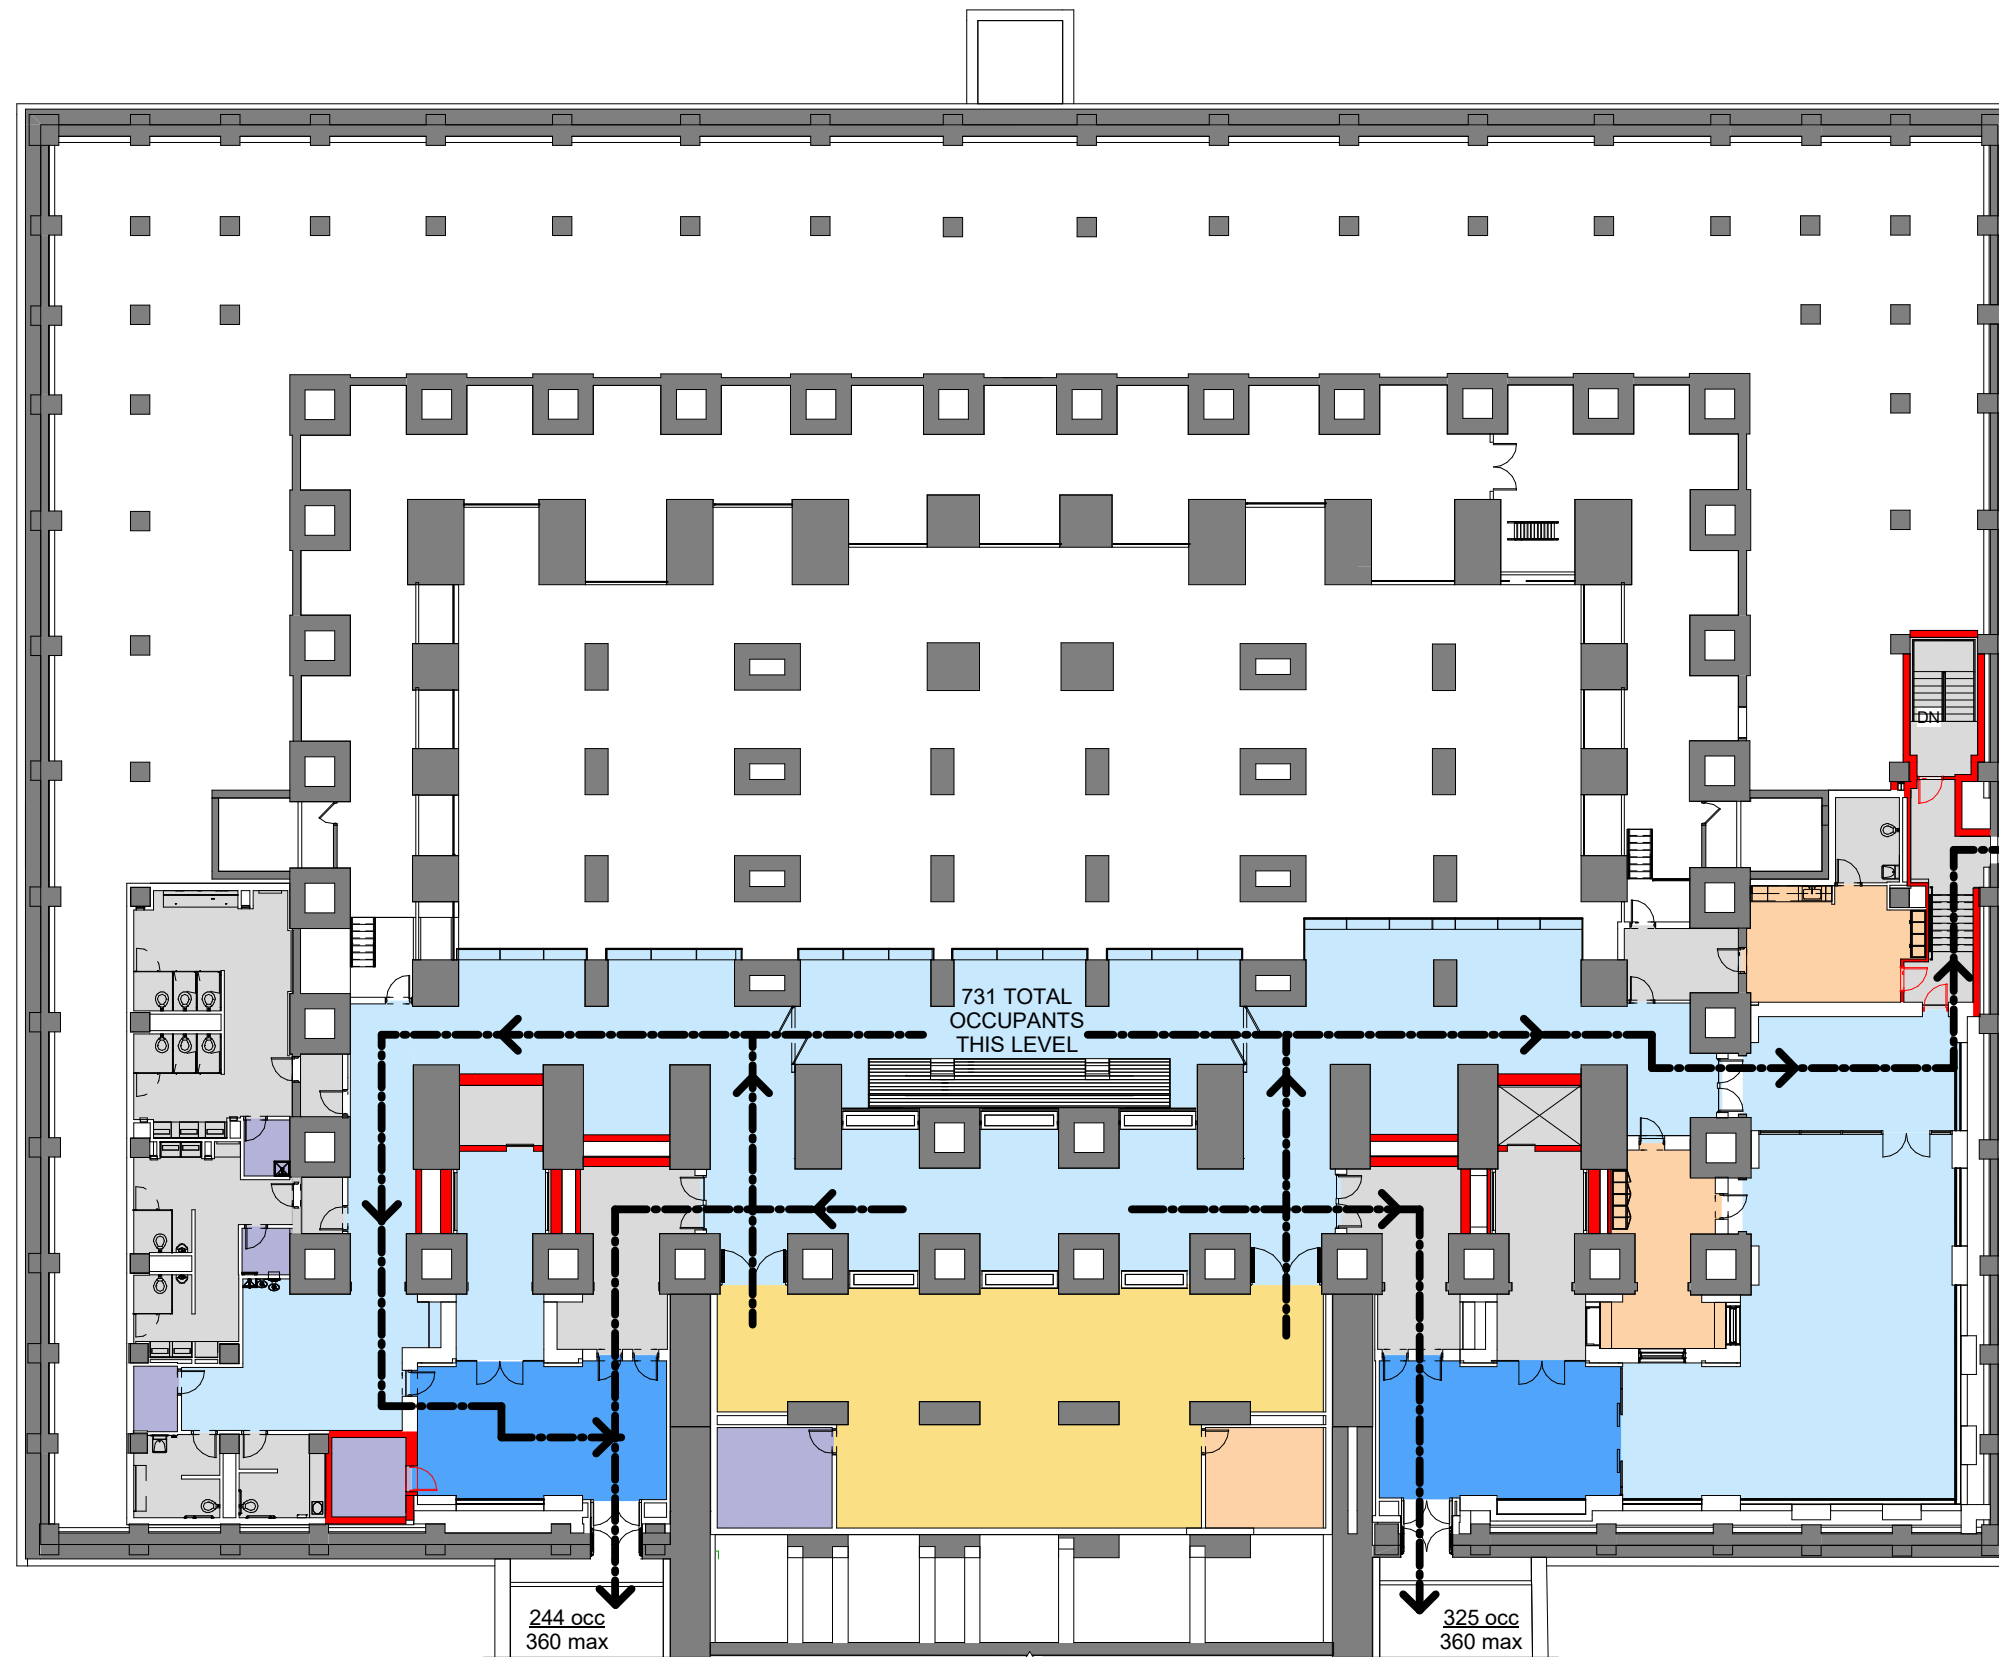 DN
731 TOTAL
OCCUPANTS
THIS LEVEL
244 occ
360 max
325 occ
360 max